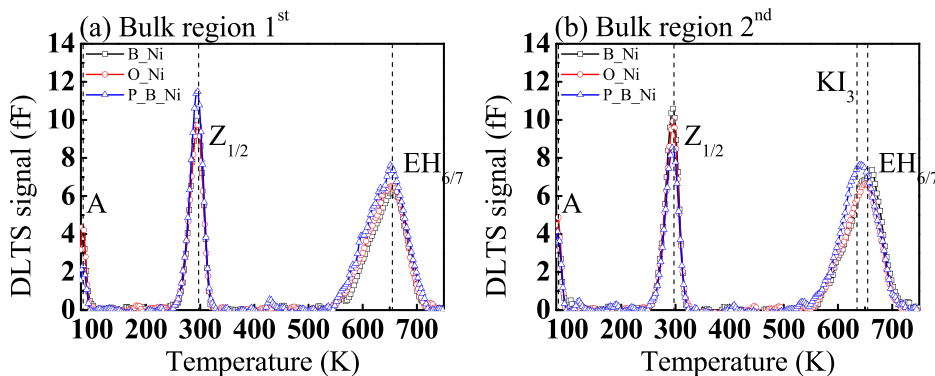 (a) Bulk region 1st
14
12
10
8
6
4
2
0
DLTS signal (fF)
B_Ni
O_Ni
P_B_Ni
A
Z1/2
EH6/7
100 200 300 400 500 600 700
Temperature (K)
(b) Bulk region 2nd
14
12
10
8
6
4
2
0
DLTS signal (fF)
B_Ni
O_Ni
P_B_Ni
A
Z1/2
KI3
EH6/7
100 200 300 400 500 600 700
Temperature (K)